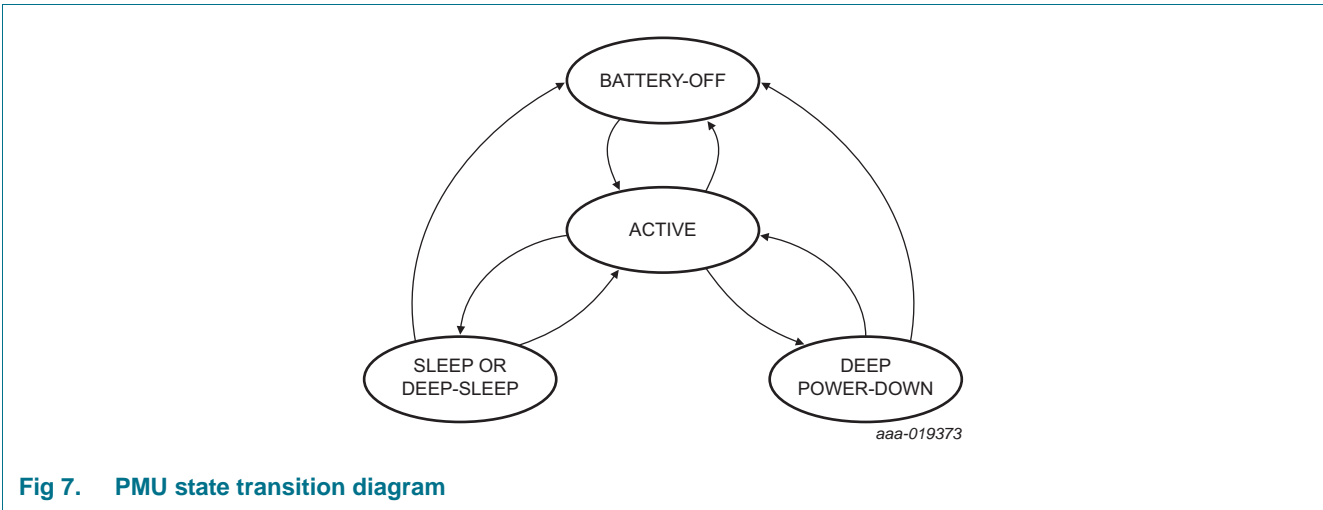 BATTERY-OFF
ACTIVE
SLEEP OR
DEEP-SLEEP
DEEP
POWER-DOWN
aaa-019373
Fig 7. PMU state transition diagram